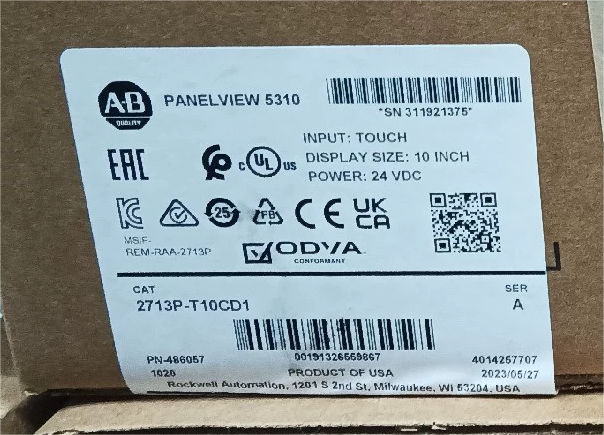 A-B
QUALITY
PANELVIEW 5310
*SN 311921375*
INPUT: TOUCH
DISPLAY SIZE: 10 INCH
POWER: 24 VDC
EAC
c UL US
25
FB
CE
UK
CA
MSIP-
REM-RAA-2713P
ODVA
CONFORMANT
CAT
SER
2713P-T10CD1
A
PN-486057
00191326559867
4014257707
1020
PRODUCT OF USA
2023/05/27
Rockwell Automation, 1201 S 2nd St, Milwaukee, WI 53204, USA